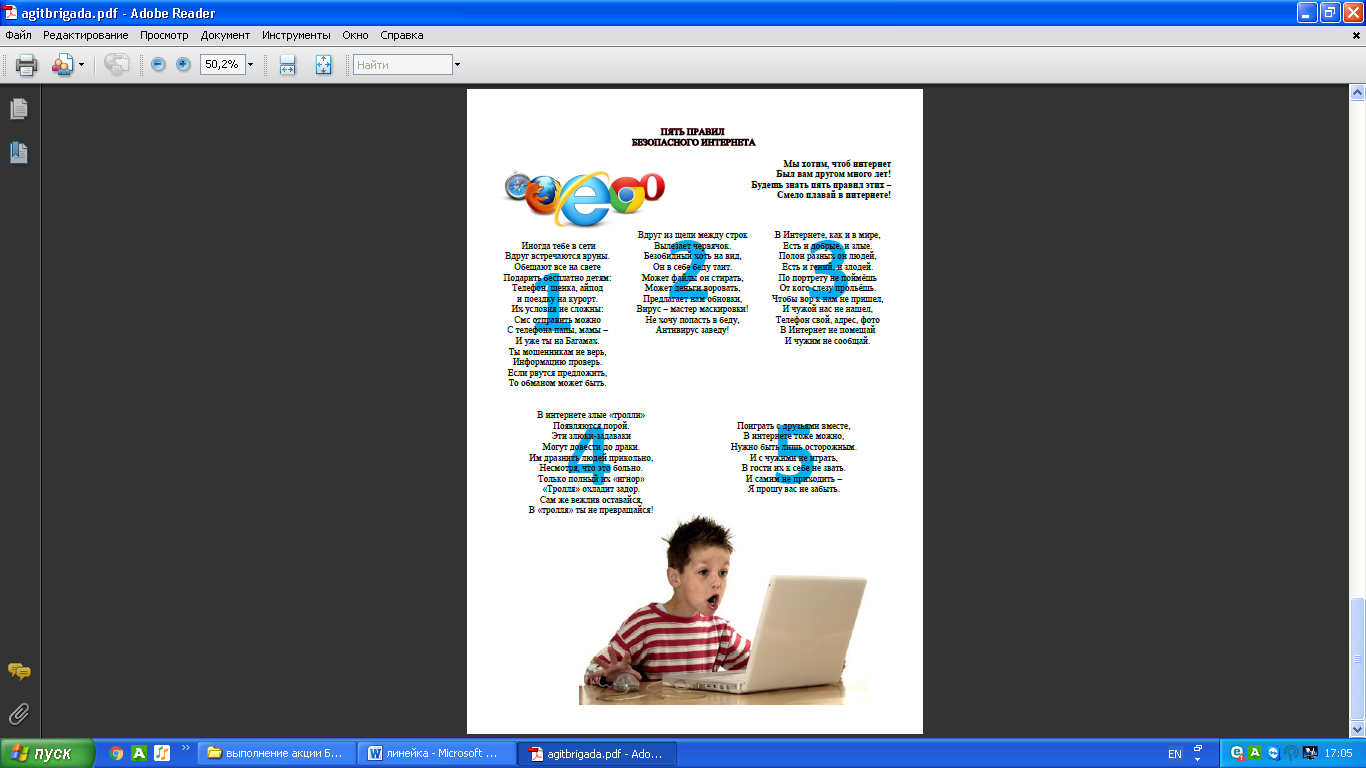 agitbrigada.pdf - Adobe Reader
Файл Редактирование Просмотр Документ Инструменты Окно Справка
50,2%
Найти
ПЯТЬ ПРАВИЛ
БЕЗОПАСНОГО ИНТЕРНЕТА
Мы хотим, чтоб интернет
Был вам другом много лет!
Будешь знать пять правил этих –
Смело плавай в интернете!
1
Иногда тебе в сети
Вдруг встречаются вруны.
Обещают все на свете
Подарить бесплатно детям:
Телефон, щенка, айпод
и поездку на курорт.
Их условия не сложны:
Смс отправить можно
С телефона папы, мамы –
И уже ты на Багамах.
Ты мошенникам не верь,
Информацию проверь.
Если рвутся предложить,
То обманом может быть.
2
Вдруг из щели между строк
Вылезает червячок.
Безобидный хоть на вид,
Он в себе беду таит.
Может файлы он стирать,
Может деньги воровать,
Предлагает нам обновки,
Вирус – мастер маскировки!
Не хочу попасть в беду,
Антивирус заведу!
3
В Интернете, как и в мире,
Есть и добрые, и злые.
Полон разных он людей,
Есть и гений, и злодей.
По портрету не поймёшь
От кого слезу прольёшь.
Чтобы вор к нам не пришел,
И чужой нас не нашел,
Телефон свой, адрес, фото
В Интернет не помещай
И чужим не сообщай.
4
В интернете злые «тролли»
Появляются порой.
Эти злюки-задаваки
Могут довести до драки.
Им дразнить людей прикольно,
Несмотря, что это больно.
Только полный их «игнор»
«Тролля» охладит задор.
Сам же вежлив оставайся,
В «тролля» ты не превращайся!
5
Поиграть с друзьями вместе,
В интернете тоже можно,
Нужно быть лишь осторожным.
И с чужими не играть,
В гости их к себе не звать.
И самим не приходить –
Я прошу вас не забыть.
пуск
выполнение акции Б...
линейка - Microsoft ...
agitbrigada.pdf - Ado...
EN
17:05